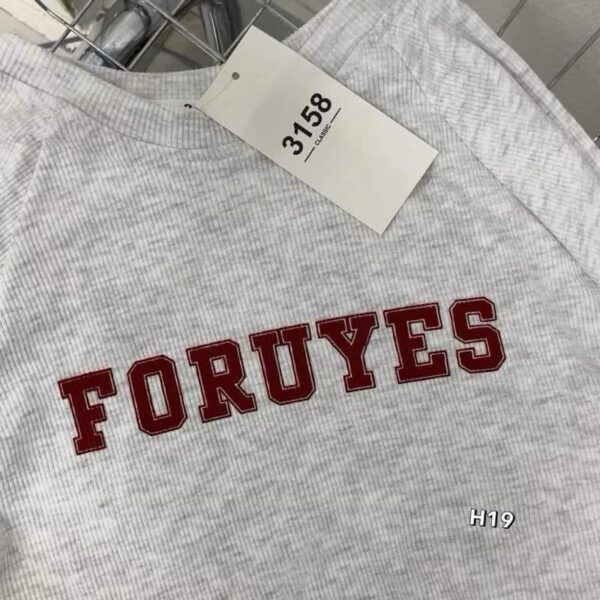 3158
CLASSIC
FORUYES
H19